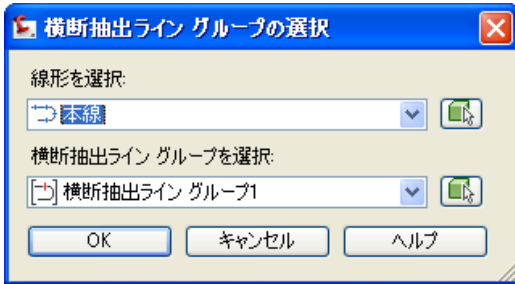 横断抽出ライン グループの選択
線形を選択:
本線
横断抽出ライン グループを選択:
横断抽出ライン グループ1
OK キャンセル ヘルプ